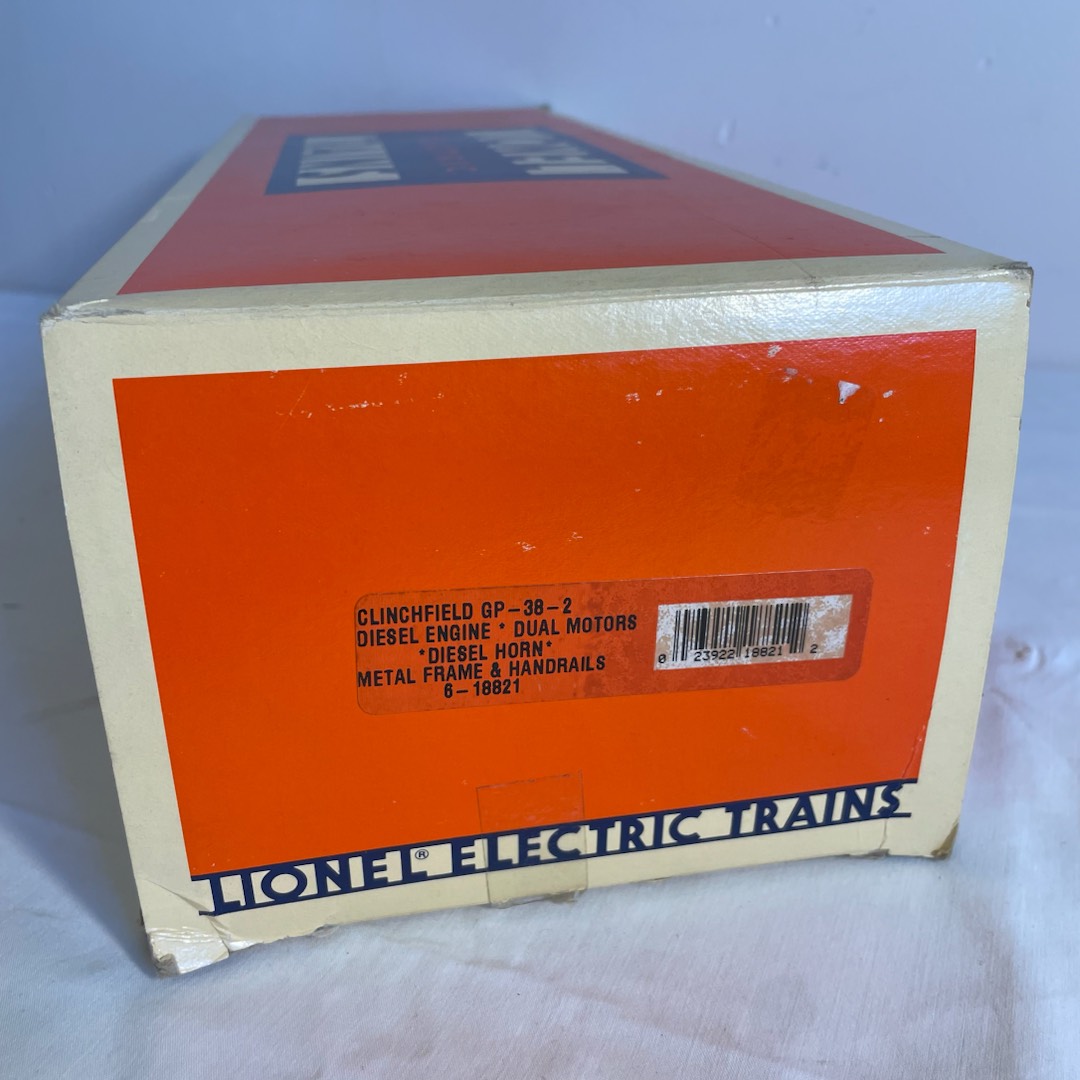 CLINCHFIELD GP-38-2
DIESEL ENGINE * DUAL MOTORS
*DIESEL HORN*
METAL FRAME & HANDRAILS
6-18821
0 23922 18821 2
LIONEL® ELECTRIC TRAINS